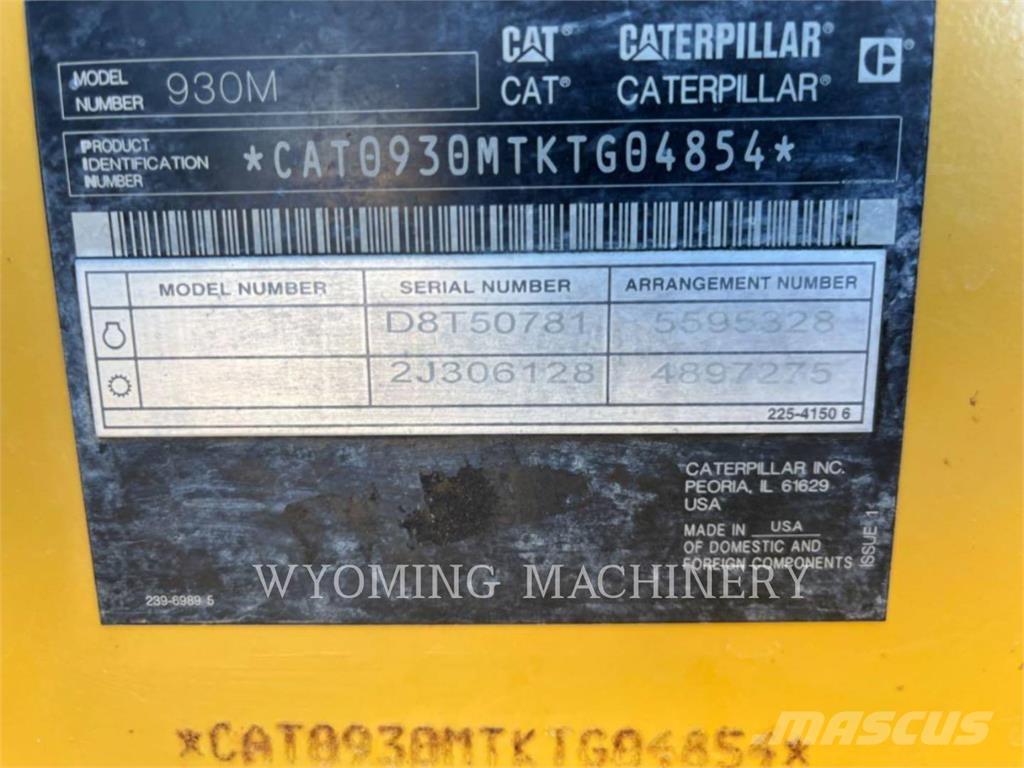 CAT® CATERPILLAR®
MODEL NUMBER 930M
CAT® CATERPILLAR®
PRODUCT IDENTIFICATION NUMBER *CAT0930MTKTG04854*
MODEL NUMBER SERIAL NUMBER ARRANGEMENT NUMBER
D8T50781 5595328
2J306128 4897275
225-4150 6
CATERPILLAR INC.
PEORIA, IL 61629
USA
MADE IN USA
OF DOMESTIC AND
FOREIGN COMPONENTS
ISSUE 1
WYOMING MACHINERY
239-6989 5
MASCUS
*CAT0930MTKTG04854*